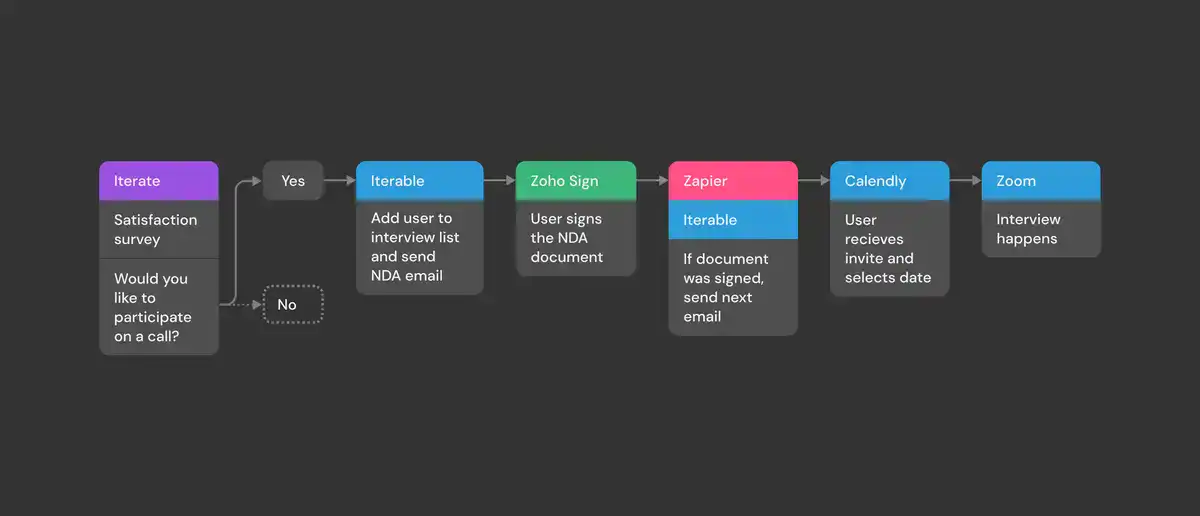 Iterate
Satisfaction
survey
Would you
like to
participate
on a call?
Yes
No
Iterable
Add user to
interview list
and send
NDA email
Zoho Sign
User signs
the NDA
document
Zapier
Iterable
If document
was signed,
send next
email
Calendly
User
recieves
invite and
selects date
Zoom
Interview
happens